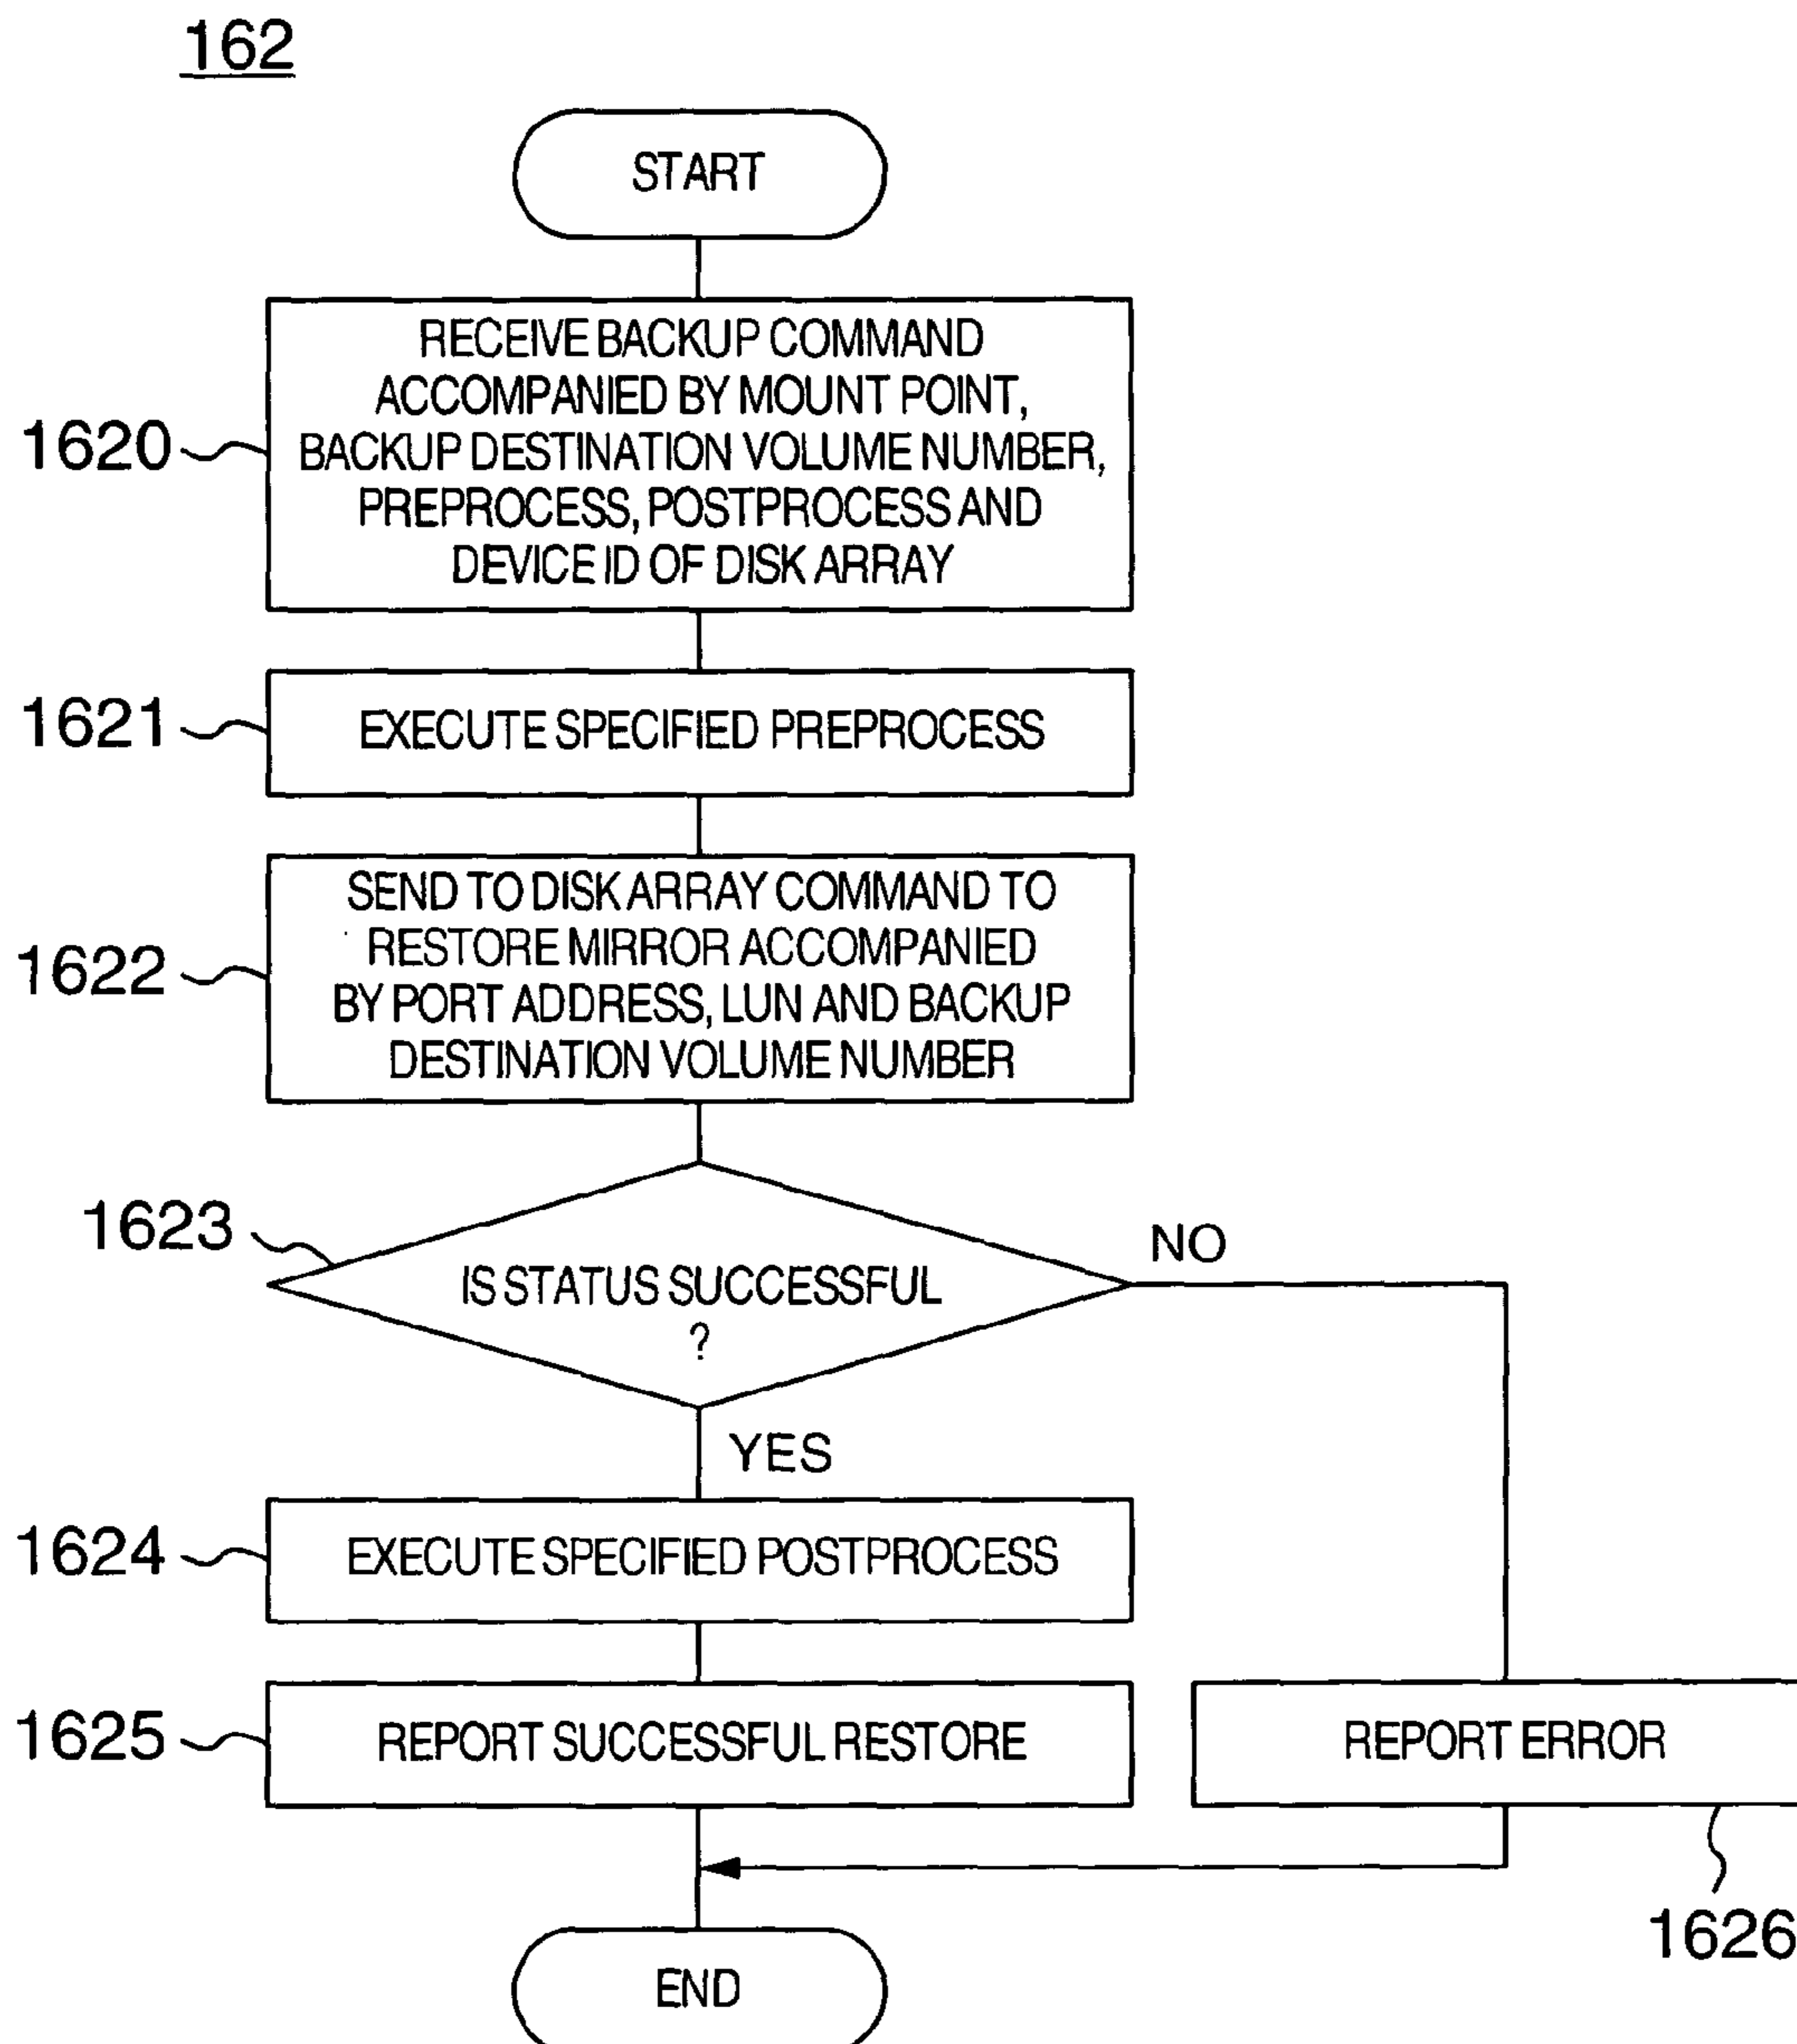 162
START
RECEIVE BACKUP COMMAND
ACCOMPANIED BY MOUNT POINT,
BACKUP DESTINATION VOLUME NUMBER,
PREPROCESS, POSTPROCESS AND
DEVICE ID OF DISK ARRAY
1620
EXECUTE SPECIFIED PREPROCESS
1621
SEND TO DISK ARRAY COMMAND TO
RESTORE MIRROR ACCOMPANIED
BY PORT ADDRESS, LUN AND BACKUP
DESTINATION VOLUME NUMBER
1622
1623
IS STATUS SUCCESSFUL
?
NO
YES
1624
EXECUTE SPECIFIED POSTPROCESS
1625
REPORT SUCCESSFUL RESTORE
REPORT ERROR
1626
END